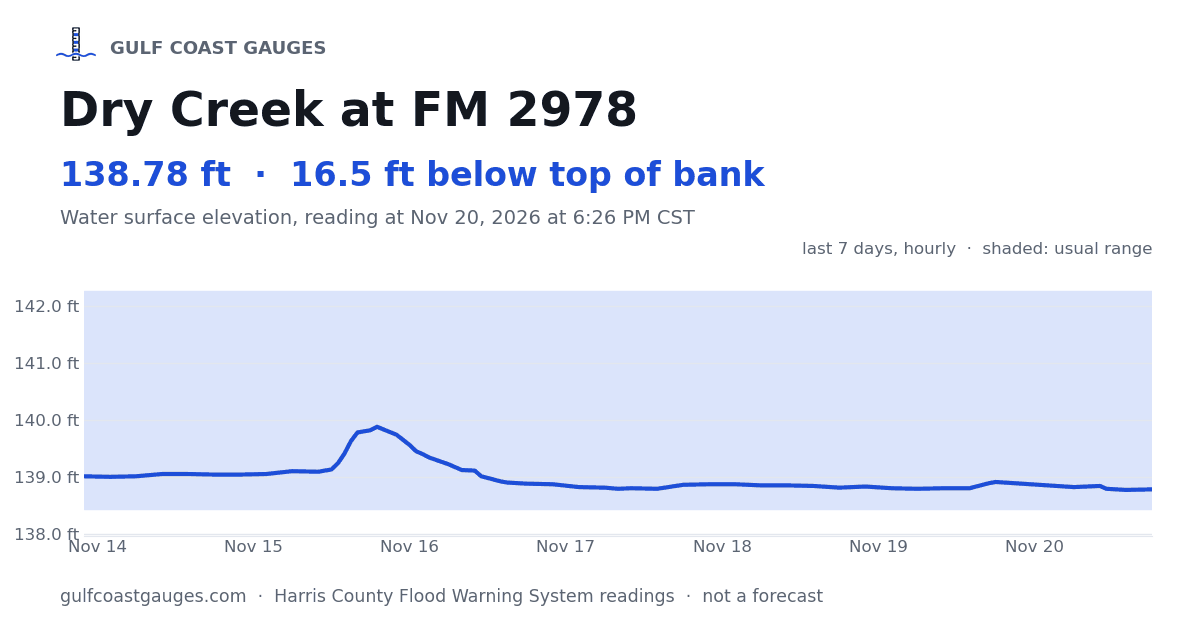 GULF COAST GAUGES
Dry Creek at FM 2978
138.78 ft · 16.5 ft below top of bank
Water surface elevation, reading at Nov 20, 2026 at 6:26 PM CST
last 7 days, hourly · shaded: usual range
142.0 ft
141.0 ft
140.0 ft
139.0 ft
138.0 ft
Nov 14 Nov 15 Nov 16 Nov 17 Nov 18 Nov 19 Nov 20
gulfcoastgauges.com · Harris County Flood Warning System readings · not a forecast